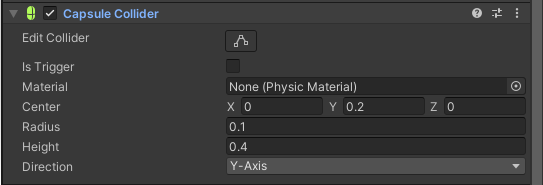 Capsule Collider
Edit Collider
Is Trigger
Material None (Physic Material)
Center X 0 Y 0.2 Z 0
Radius 0.1
Height 0.4
Direction Y-Axis